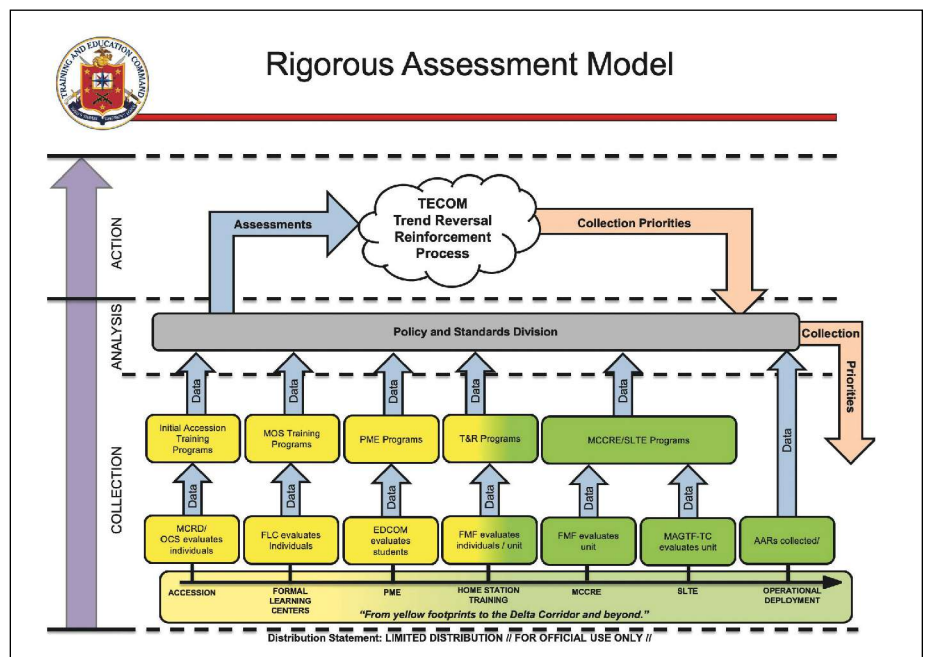 TRAINING AND EDUCATION COMMAND
Rigorous Assessment Model
ACTION
ANALYSIS
COLLECTION
Assessments
TECOM
Trend Reversal
Reinforcement
Process
Collection Priorities
Policy and Standards Division
Collection
Priorities
Data
Data
Data
Data
Data
Data
Initial Accession
Training
Programs
MOS Training
Programs
PME Programs
T&R Programs
MCCRE/SLTE Programs
Data
Data
Data
Data
Data
Data
MCRD/
OCS evaluates
individuals
FLC evaluates
Individuals
EDCOM
evaluates
students
FMF evaluates
individuals / unit
FMF evaluates
unit
MAGTF-TC
evaluates unit
AARs collected/
ACCESSION
FORMAL
LEARNING
CENTERS
PME
HOME STATION
TRAINING
MCCRE
SLTE
OPERATIONAL
DEPLOYMENT
“From yellow footprints to the Delta Corridor and beyond.”
Distribution Statement: LIMITED DISTRIBUTION // FOR OFFICIAL USE ONLY //